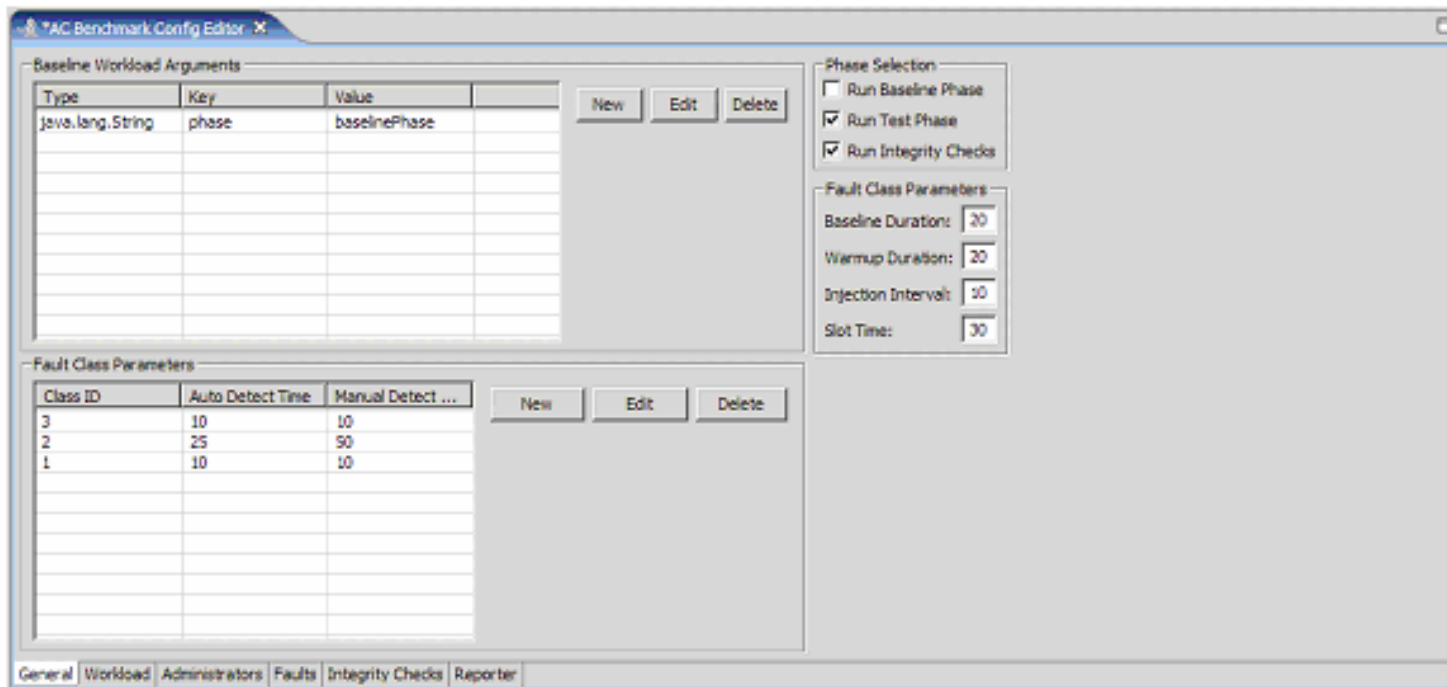 *AC Benchmark Config Editor
Baseline Workload Arguments
Type Key Value
java.lang.String phase baselinePhase
New Edit Delete
Phase Selection
Run Baseline Phase
Run Test Phase
Run Integrity Checks
Fault Class Parameters
Baseline Duration: 20
Warmup Duration: 20
Injection Interval: 10
Slot Time: 30
Fault Class Parameters
Class ID Auto Detect Time Manual Detect ...
3 10 10
2 25 50
1 10 10
New Edit Delete
General Workload Administrators Faults Integrity Checks Reporter